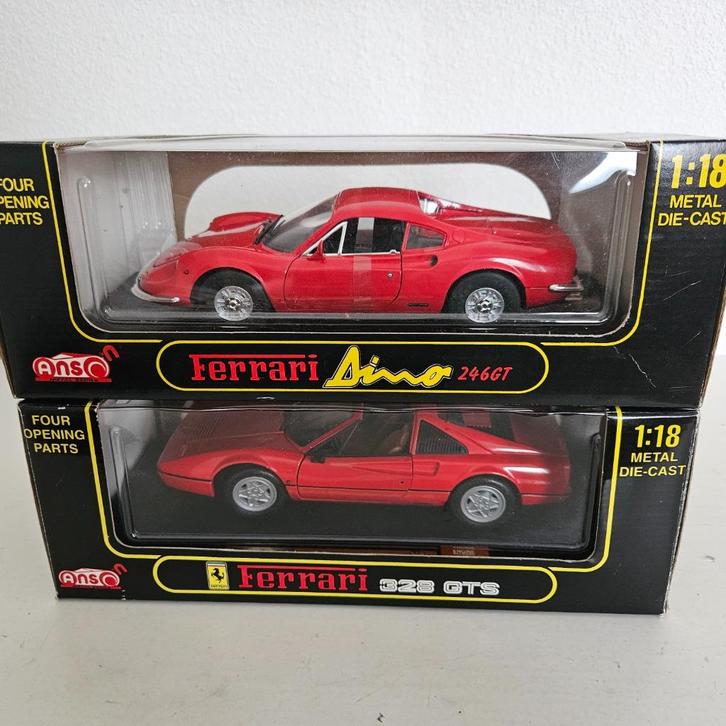 FOUR
OPENING
PARTS
1:18
METAL
DIE-CAST
Anson
Ferrari Dino 246GT
FOUR
OPENING
PARTS
1:18
METAL
DIE-CAST
Anson
Ferrari 328 GTS